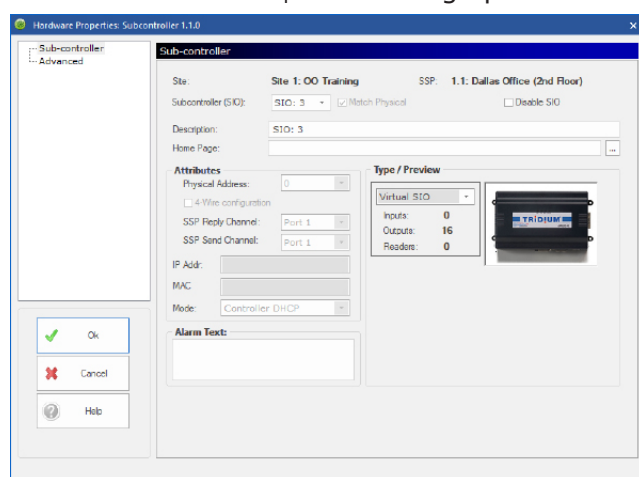 Hardware Properties: Subcontroller 1.1.0
Sub-controller
Advanced
Sub-controller
Site: Site 1: OO Training SSP: 1.1: Dallas Office (2nd Floor)
Subcontroller (SIO): SIO: 3 Match Physical Disable SIO
Description: SIO: 3
Home Page: ...
Attributes
Physical Address: 0
4-Wire configuration
SSP Reply Channel: Port 1
SSP Send Channel: Port 1
IP Addr:
MAC
Mode: Controller DHCP
Type / Preview
Virtual SIO
Inputs: 0
Outputs: 16
Readers: 0
TRIDIUM
Alarm Text:
Ok
Cancel
Help